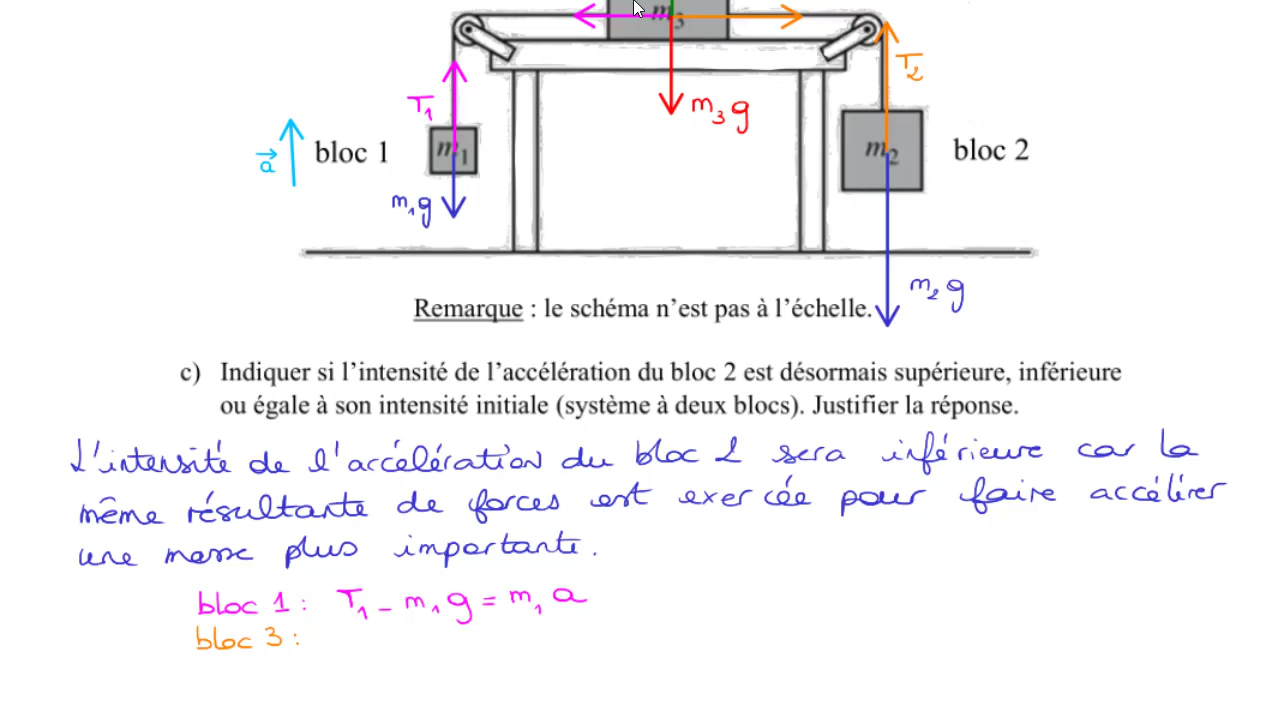 m3
T1
T2
m3g
a
bloc 1
m1
m2
bloc 2
m1g
m2g
Remarque : le schéma n'est pas à l'échelle.
c) Indiquer si l'intensité de l'accélération du bloc 2 est désormais supérieure, inférieure
ou égale à son intensité initiale (système à deux blocs). Justifier la réponse.
L'intensité de l'accélération du bloc 2 sera inférieure car la
même résultante de forces est exercée pour faire accélérer
une masse plus importante.
bloc 1 : T1 - m1g = m1a
bloc 3 :